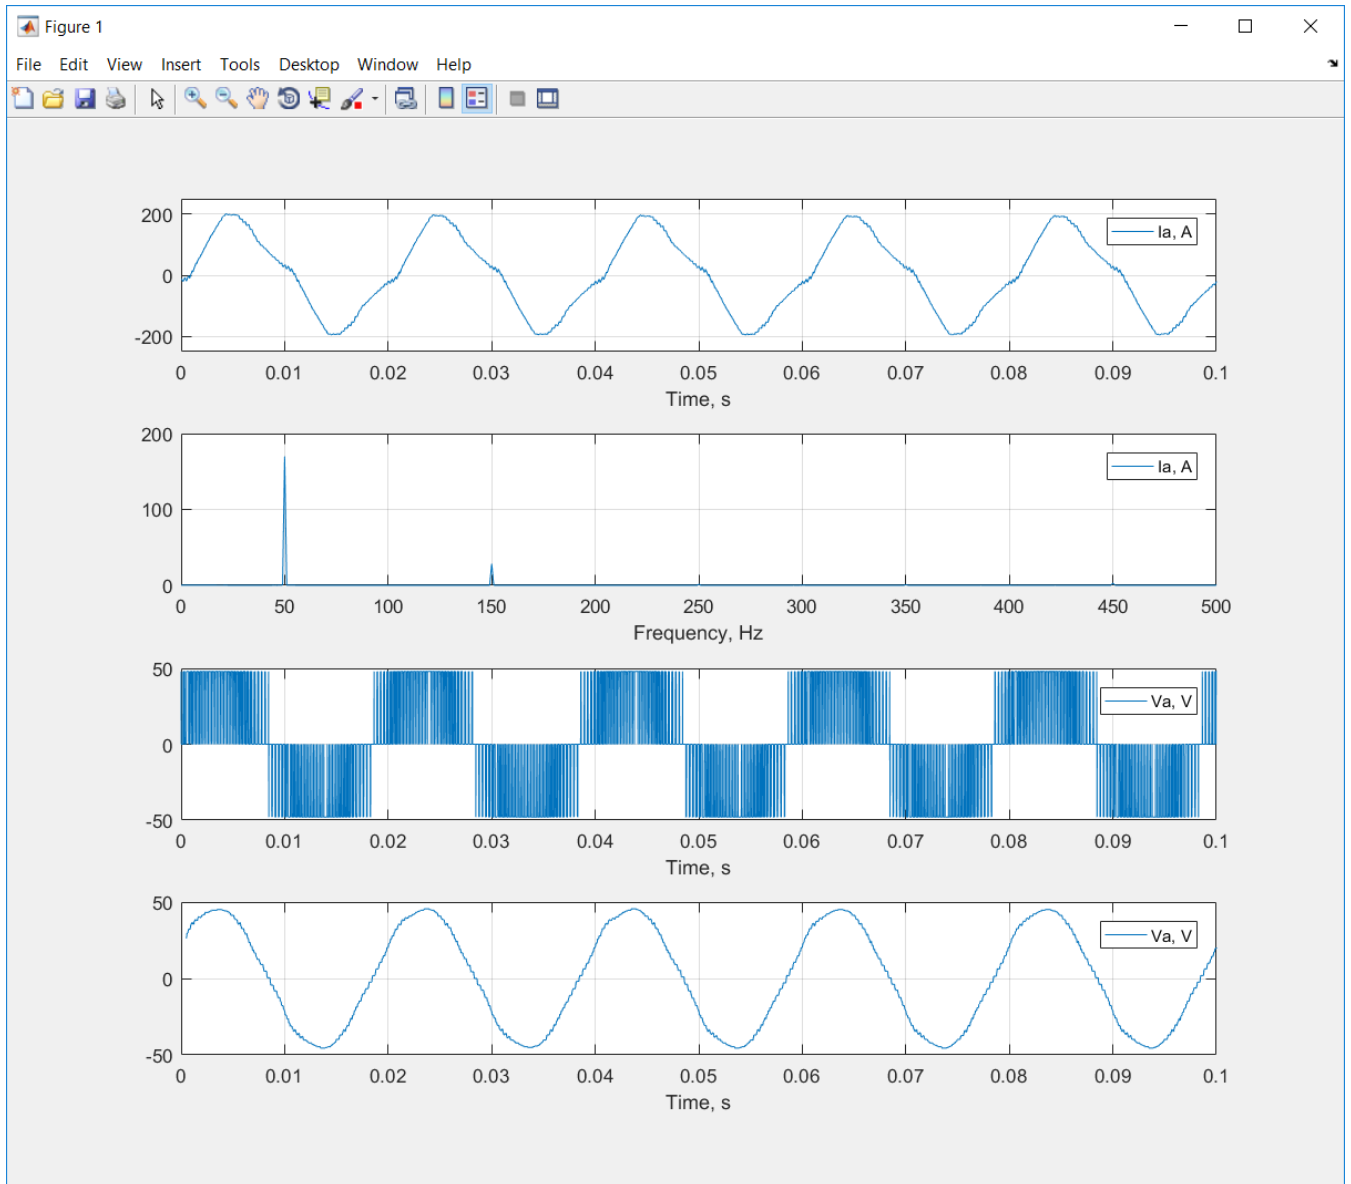 Figure 1
File Edit View Insert Tools Desktop Window Help
200
0
-200
Ia, A
0 0.01 0.02 0.03 0.04 0.05 0.06 0.07 0.08 0.09 0.1
Time, s
200
100
0
Ia, A
0 50 100 150 200 250 300 350 400 450 500
Frequency, Hz
50
0
-50
Va, V
0 0.01 0.02 0.03 0.04 0.05 0.06 0.07 0.08 0.09 0.1
Time, s
50
0
-50
Va, V
0 0.01 0.02 0.03 0.04 0.05 0.06 0.07 0.08 0.09 0.1
Time, s